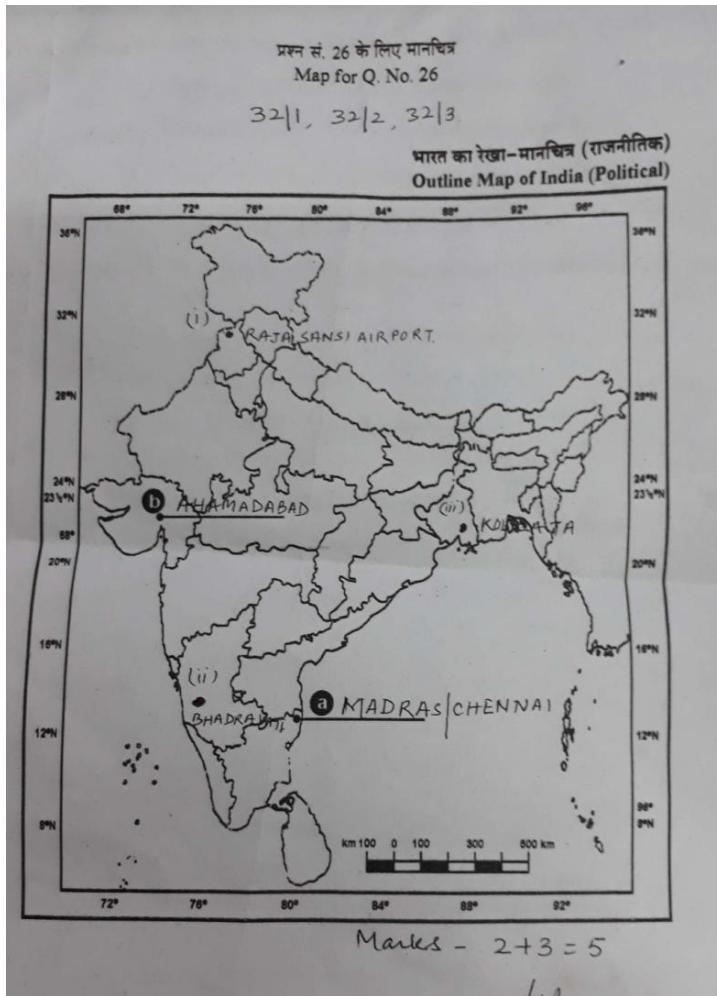 प्रश्न सं. 26 के लिए मानचित्र
Map for Q. No. 26
32/1, 32/2, 32/3
भारत का रेखा-मानचित्र (राजनीतिक)
Outline Map of India (Political)
68° 72° 76° 80° 84° 88° 92° 96°
36°N 36°N
32°N 32°N
(i)
RAJA SANSI AIRPORT.
28°N 28°N
24°N 24°N
23½°N 23½°N
b AHAMADABAD
(iii)
KOLKATA
68°
20°N 20°N
16°N 16°N
(ii)
a MADRAS/CHENNAI
BHADRAVATI
12°N 12°N
96°
8°N 8°N
km 100 0 100 300 500 km
72° 76° 80° 88° 92°
Marks - 2+3=5